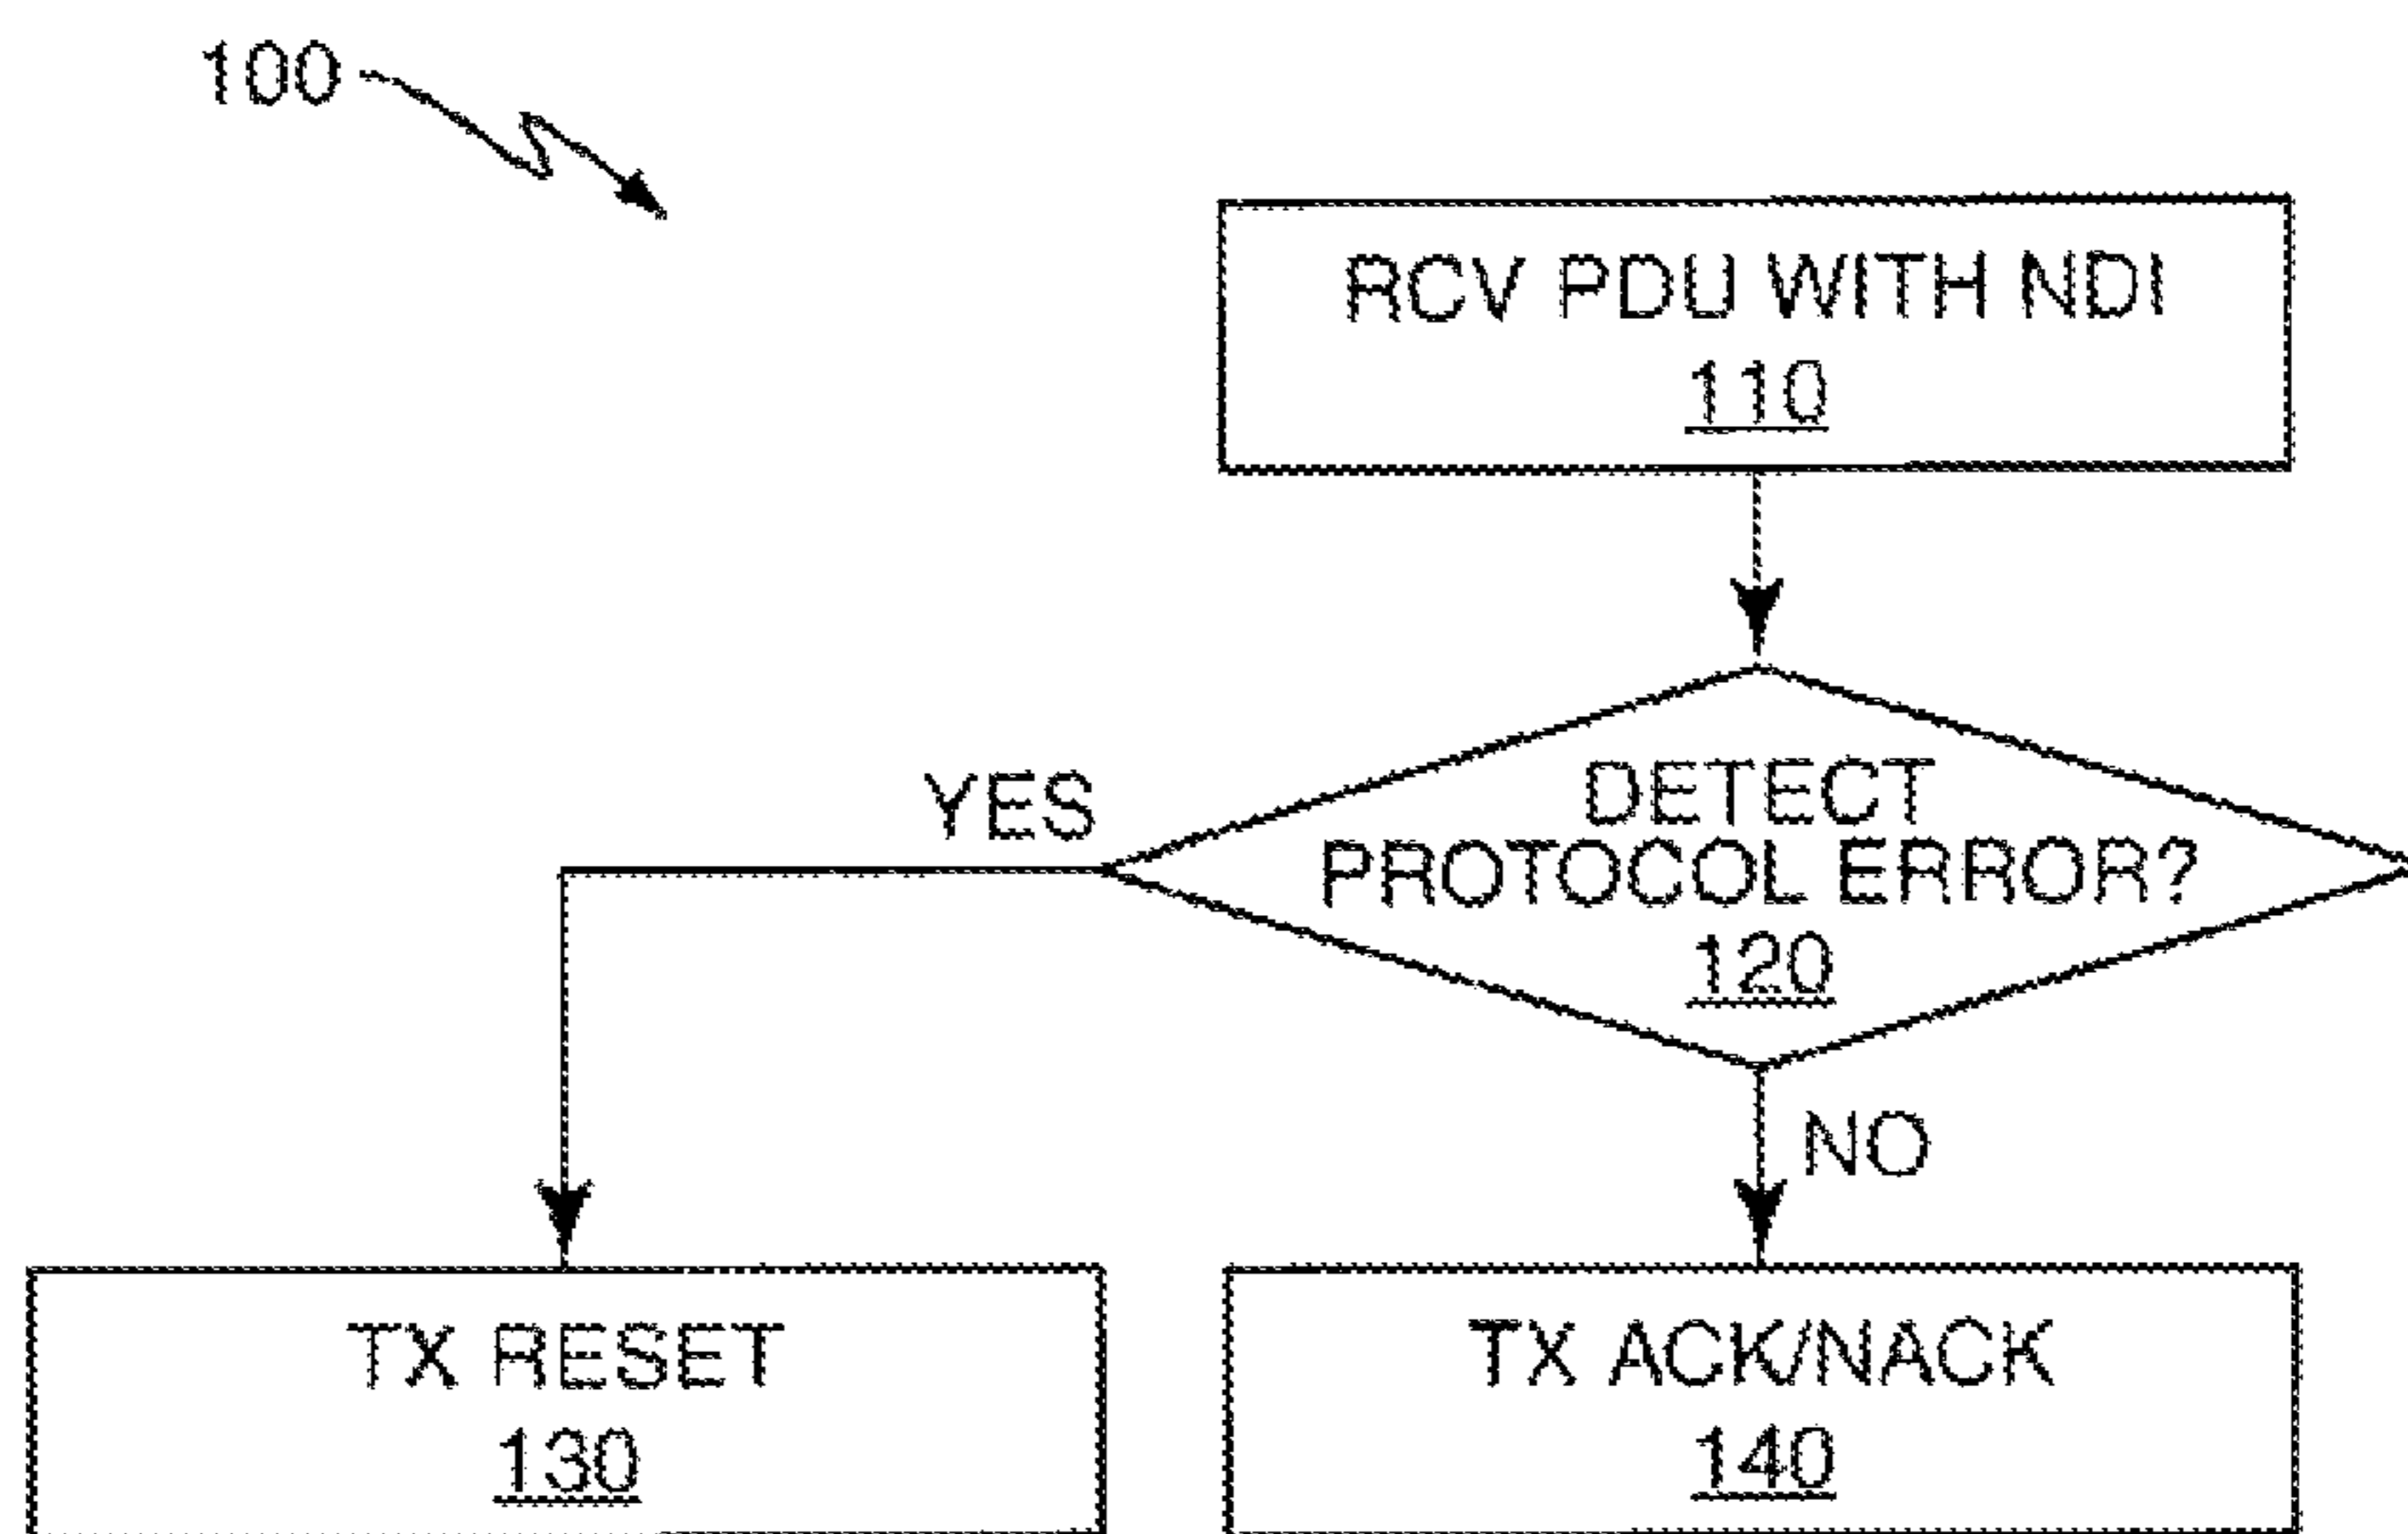 100
RCV PDU WITH NDI
110
DETECT
PROTOCOL ERROR?
120
YES
NO
TX RESET
130
TX ACK/NACK
140